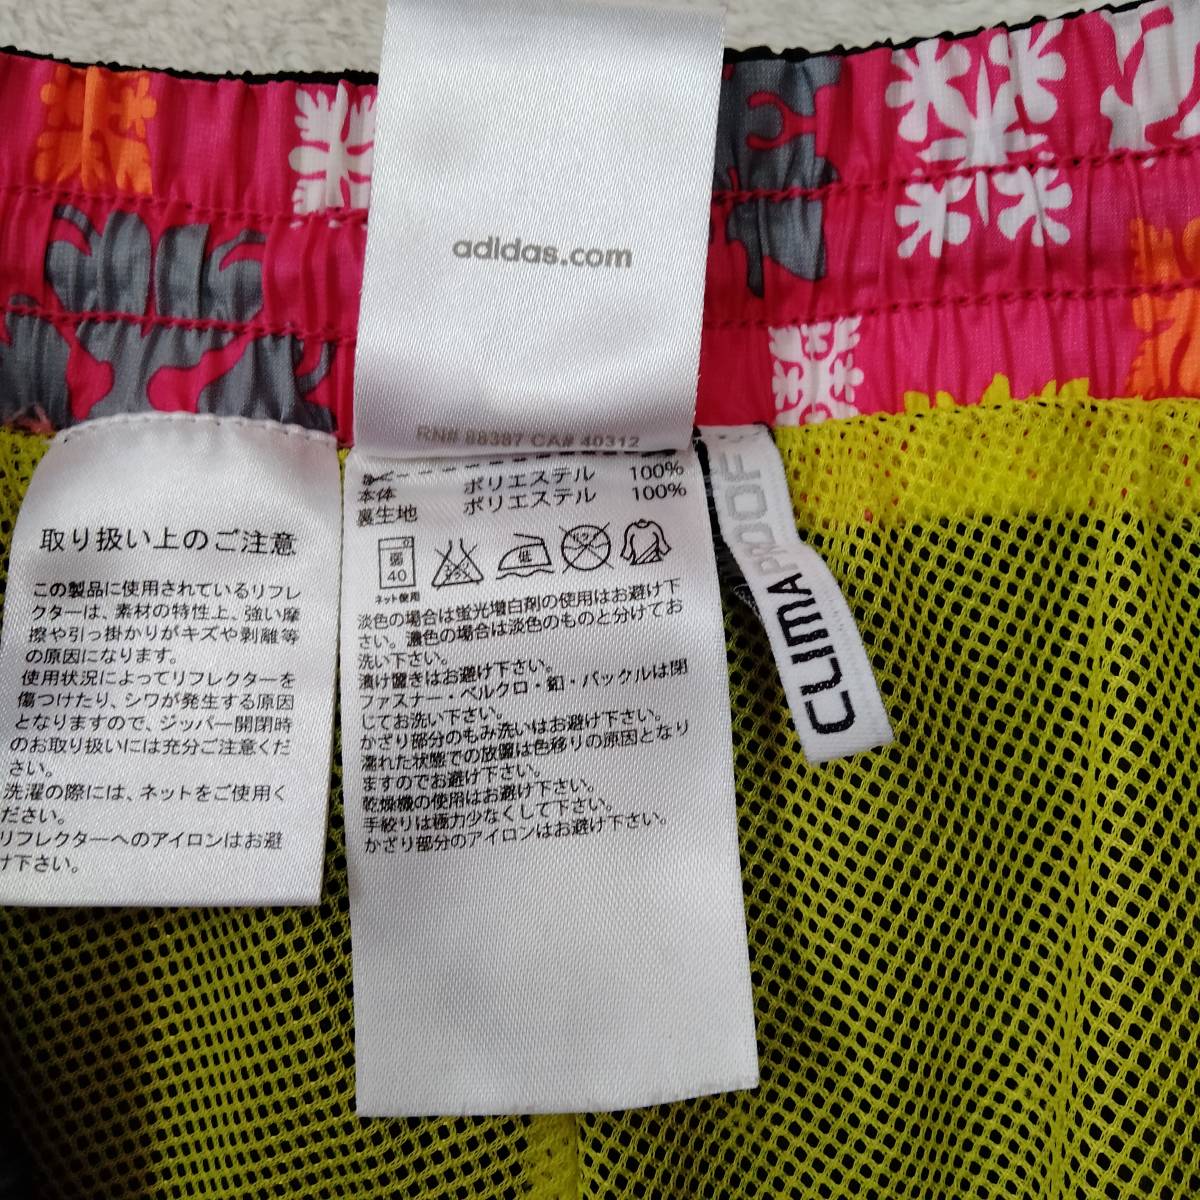 adidas.com
RN# 88387 CA# 40312
本体 ポリエステル 100%
裏生地 ポリエステル 100%
弱
40
ネット使用
低
淡色の場合は蛍光増白剤の使用はお避け下
さい。濃色の場合は淡色のものと分けてお
洗い下さい。
漬け置きはお避け下さい。
ファスナー・ベルクロ・釦・バックルは閉
じてお洗い下さい。
かざり部分のもみ洗いはお避け下さい。
濡れた状態での放置は色移りの原因となり
ますのでお避け下さい。
乾燥機の使用はお避け下さい。
手絞りは極力少なくして下さい。
かざり部分のアイロンはお避け下さい。
取り扱い上のご注意
この製品に使用されているリフレ
クターは、素材の特性上、強い摩
擦や引っ掛かりがキズや剥離等
の原因になります。
使用状況によってリフレクターを
傷つけたり、シワが発生する原因
となりますので、ジッパー開閉時
のお取り扱いには充分ご注意くだ
さい。
洗濯の際には、ネットをご使用く
ださい。
リフレクターへのアイロンはお避
け下さい。
CLIMAPROOF